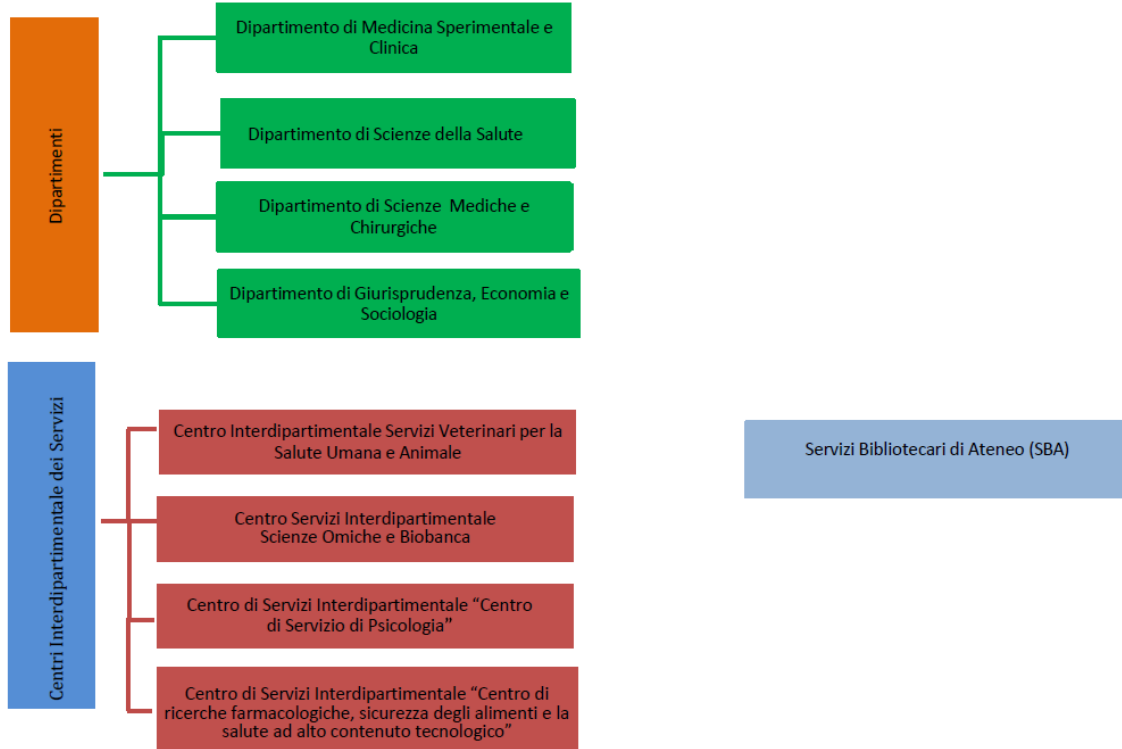 Dipartimenti
Dipartimento di Medicina Sperimentale e
Clinica
Dipartimento di Scienze della Salute
Dipartimento di Scienze  Mediche e
Chirurgiche
Dipartimento di Giurisprudenza, Economia e
Sociologia
Centri Interdipartimentale dei Servizi
Centro Interdipartimentale Servizi Veterinari per la
Salute Umana e Animale
Centro Servizi Interdipartimentale
Scienze Omiche e Biobanca
Centro di Servizi Interdipartimentale “Centro
di Servizio di Psicologia”
Centro di Servizi Interdipartimentale “Centro di
ricerche farmacologiche, sicurezza degli alimenti e la
salute ad alto contenuto tecnologico”
Servizi Bibliotecari di Ateneo (SBA)